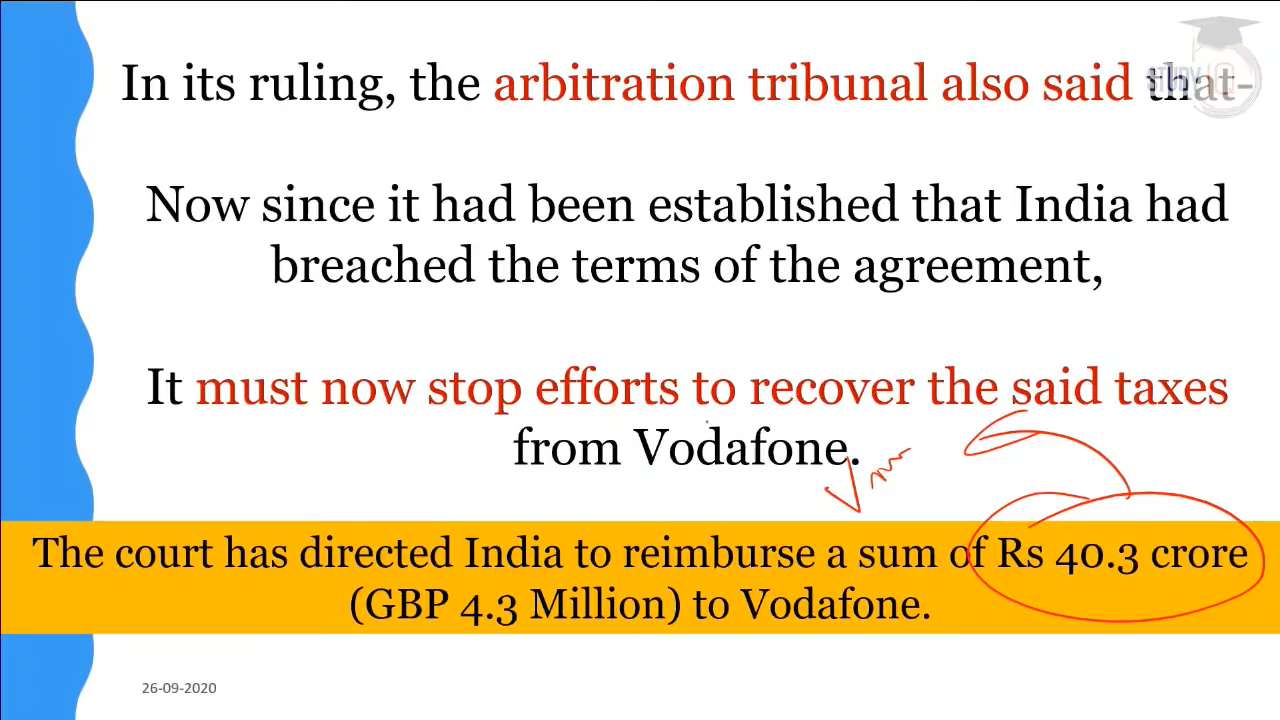 In its ruling, the arbitration tribunal also said that-
STUDY IQ
Now since it had been established that India had
breached the terms of the agreement,
It must now stop efforts to recover the said taxes
from Vodafone.
The court has directed India to reimburse a sum of Rs 40.3 crore
(GBP 4.3 Million) to Vodafone.
26-09-2020